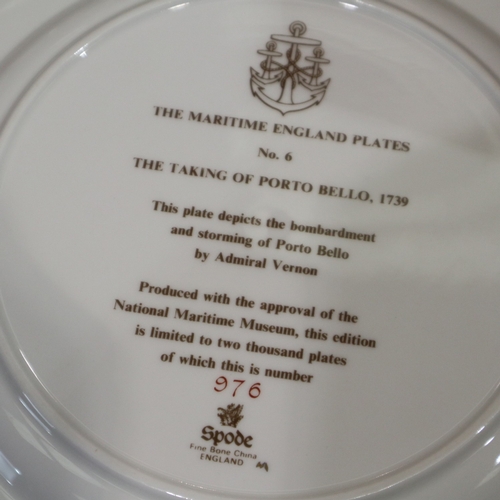 THE MARITIME ENGLAND PLATES
No. 6
THE TAKING OF PORTO BELLO, 1739
This plate depicts the bombardment
and storming of Porto Bello
by Admiral Vernon
Produced with the approval of the
National Maritime Museum, this edition
is limited to two thousand plates
of which this is number
976
Spode
Fine Bone China
ENGLAND